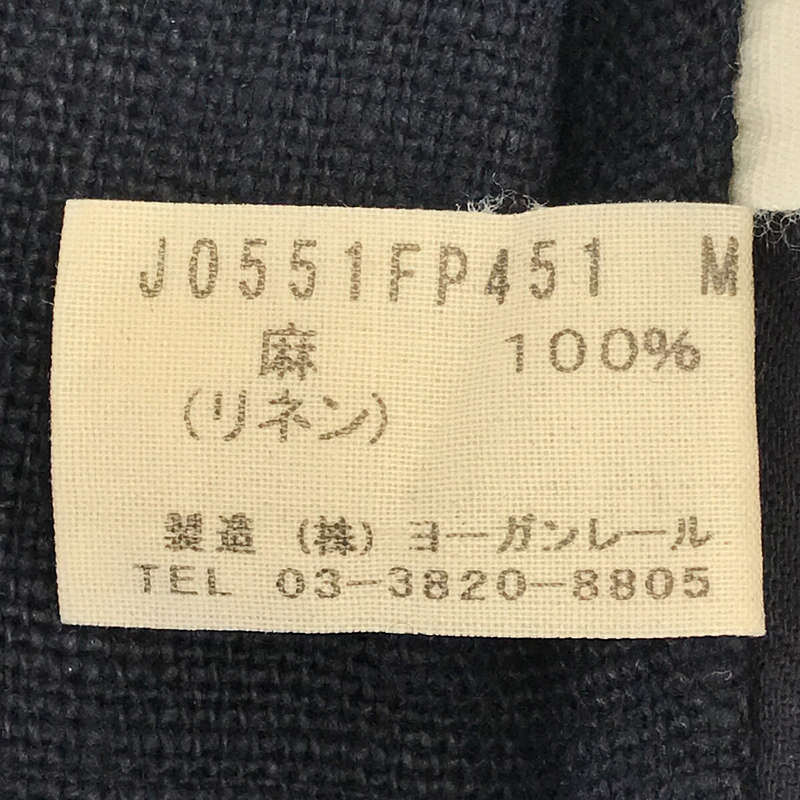 J0551FP451 M
麻 100%
(リネン)
製造 (株) ヨーガンレール
TEL 03-3820-8805